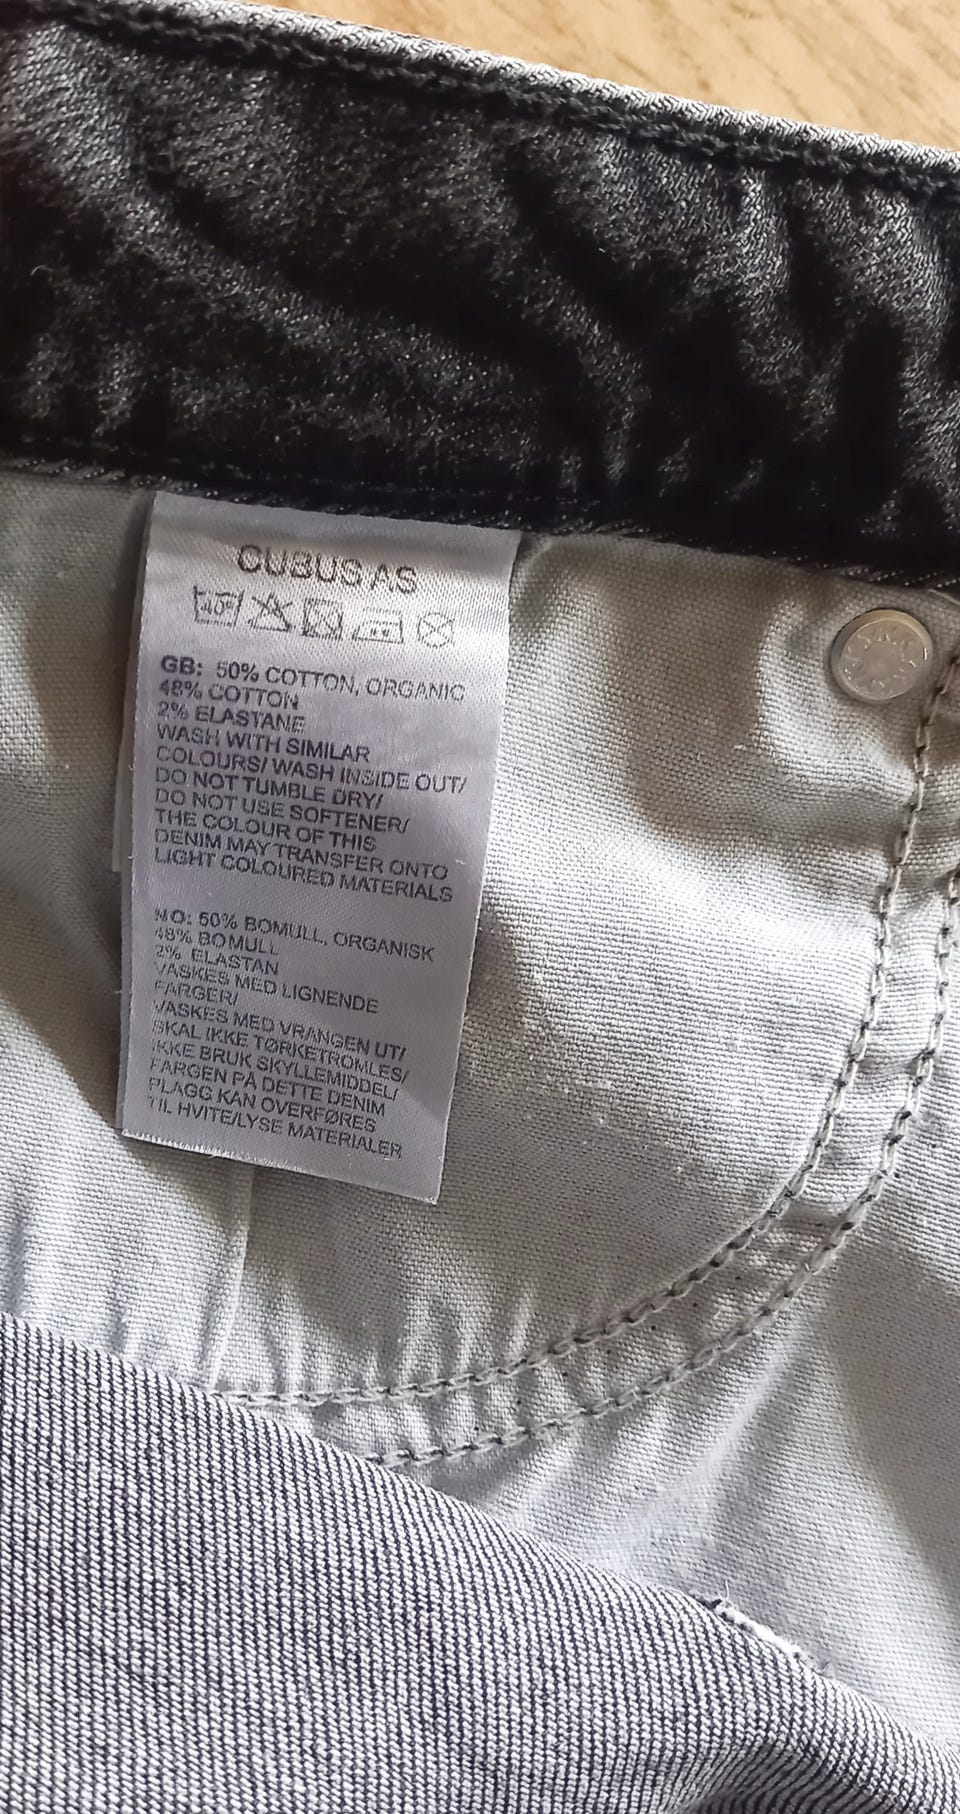 CUBUS AS
40°
GB: 50% COTTON, ORGANIC
48% COTTON
2% ELASTANE
WASH WITH SIMILAR
COLOURS/ WASH INSIDE OUT/
DO NOT TUMBLE DRY/
DO NOT USE SOFTENER/
THE COLOUR OF THIS
DENIM MAY TRANSFER ONTO
LIGHT COLOURED MATERIALS
NO: 50% BOMULL, ORGANISK
48% BOMULL
2% ELASTAN
VASKES MED LIGNENDE
FARGER/
VASKES MED VRANGEN UT/
SKAL IKKE TØRKETROMLES/
IKKE BRUK SKYLLEMIDDEL/
FARGEN PÅ DETTE DENIM
PLAGG KAN OVERFØRES
TIL HVITE/LYSE MATERIALER